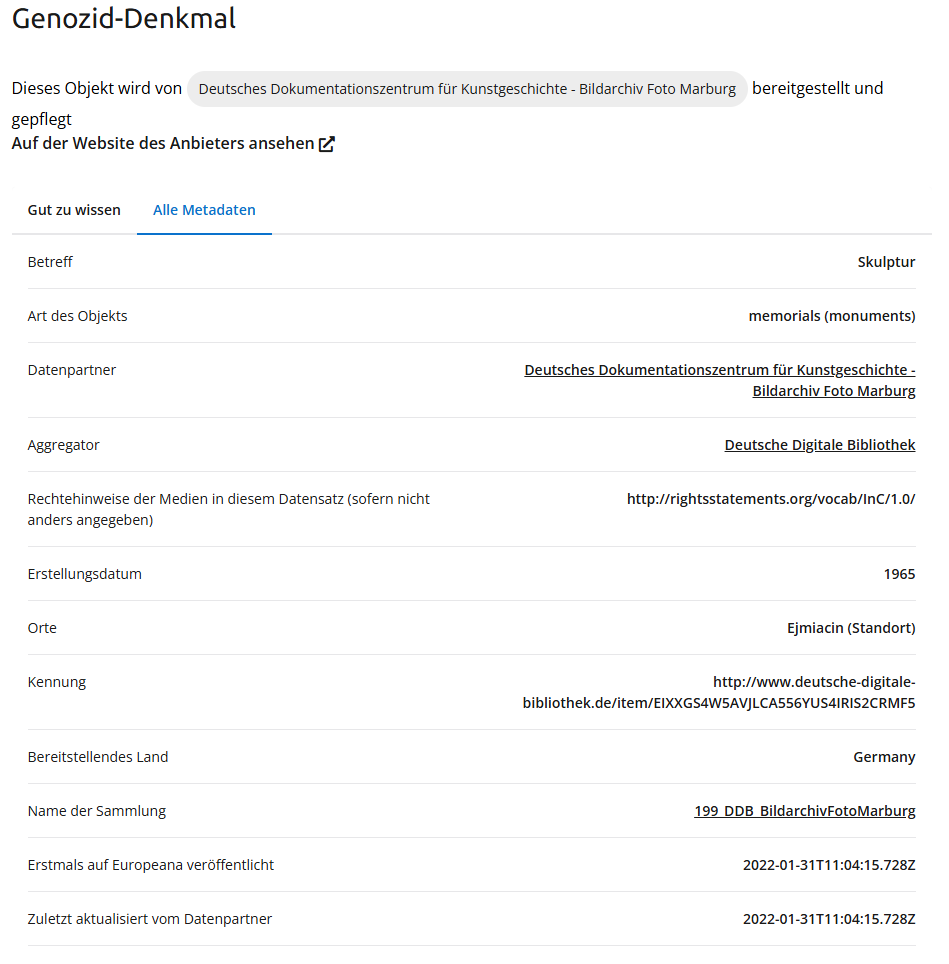 Genozid-Denkmal
Dieses Objekt wird von Deutsches Dokumentationszentrum für Kunstgeschichte - Bildarchiv Foto Marburg bereitgestellt und
gepflegt
Auf der Website des Anbieters ansehen
Gut zu wissen Alle Metadaten
Betreff Skulptur
Art des Objekts memorials (monuments)
Datenpartner Deutsches Dokumentationszentrum für Kunstgeschichte -
Bildarchiv Foto Marburg
Aggregator Deutsche Digitale Bibliothek
Rechtehinweise der Medien in diesem Datensatz (sofern nicht http://rightsstatements.org/vocab/InC/1.0/
anders angegeben)
Erstellungsdatum 1965
Orte Ejmiacin (Standort)
Kennung http://www.deutsche-digitale-
bibliothek.de/item/EIXXGS4W5AVJLCA556YUS4IRIS2CRMF5
Bereitstellendes Land Germany
Name der Sammlung 199_DDB_BildarchivFotoMarburg
Erstmals auf Europeana veröffentlicht 2022-01-31T11:04:15.728Z
Zuletzt aktualisiert vom Datenpartner 2022-01-31T11:04:15.728Z